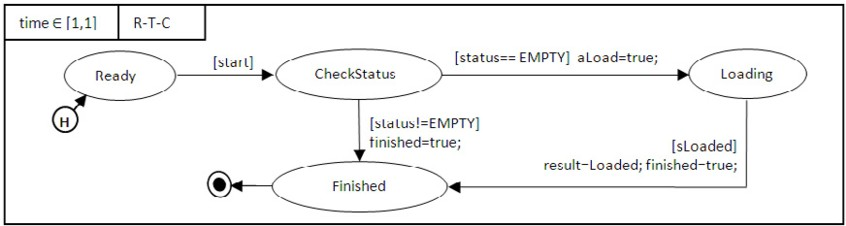 time ∈ [1,1] R-T-C
[start]
[status== EMPTY] aLoad=true;
Ready
CheckStatus
Loading
H
[status!=EMPTY]
finished=true;
[sLoaded]
result=Loaded; finished=true;
Finished